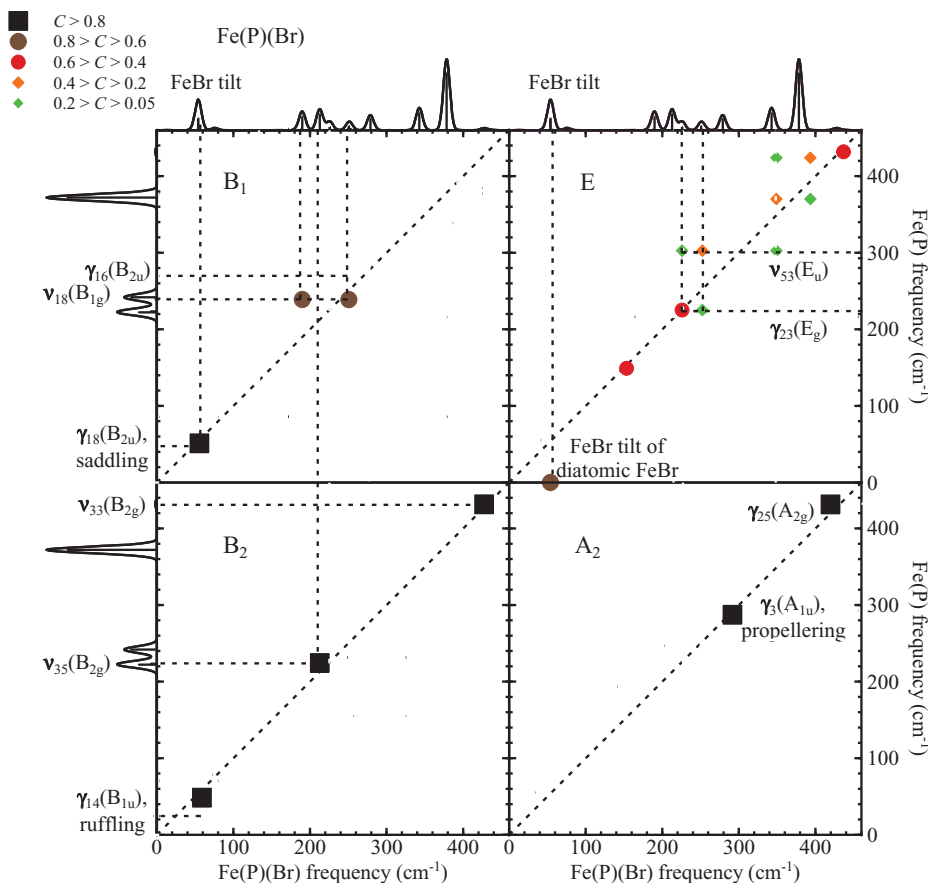 C > 0.8
0.8 > C > 0.6
0.6 > C > 0.4
0.4 > C > 0.2
0.2 > C > 0.05
Fe(P)(Br)
FeBr tilt
FeBr tilt
B1
E
γ16(B2u)
ν18(B1g)
γ18(B2u),
saddling
ν53(Eu)
γ23(Eg)
FeBr tilt of
diatomic FeBr
400
300
200
100
0
Fe(P) frequency (cm-1)
ν33(B2g)
B2
A2
γ25(A2g)
γ3(A1u),
propellering
ν35(B2g)
γ14(B1u),
ruffling
400
300
200
100
0
Fe(P) frequency (cm-1)
0 100 200 300 400
0 100 200 300 400
Fe(P)(Br) frequency (cm-1)
Fe(P)(Br) frequency (cm-1)